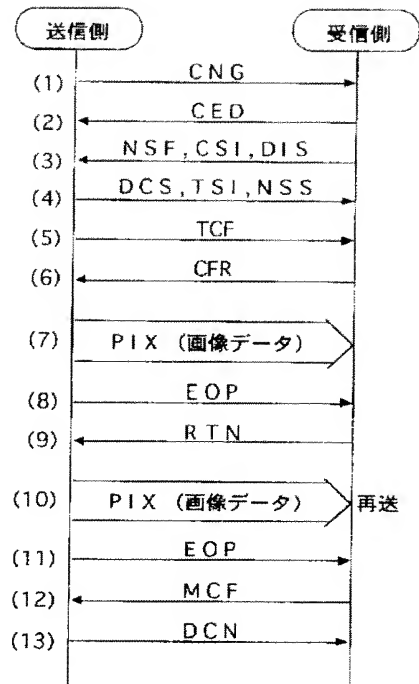 送信側 受信側
(1) CNG
(2) CED
(3) NSF,CSI,DIS
(4) DCS,TSI,NSS
(5) TCF
(6) CFR
(7) PIX (画像データ)
(8) EOP
(9) RTN
(10) PIX (画像データ) 再送
(11) EOP
(12) MCF
(13) DCN